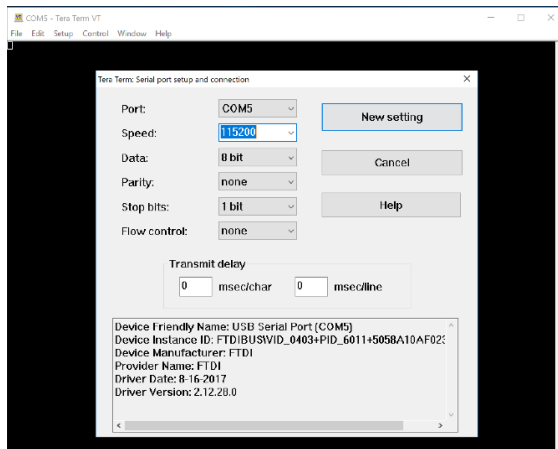 COM5 - Tera Term VT
File Edit Setup Control Window Help
Tera Term: Serial port setup and connection
Port: COM5
New setting
Speed: 115200
Data: 8 bit
Cancel
Parity: none
Stop bits: 1 bit
Help
Flow control: none
Transmit delay
0 msec/char 0 msec/line
Device Friendly Name: USB Serial Port (COM5)
Device Instance ID: FTDIBUS\VID_0403+PID_6011+5058A10AF023
Device Manufacturer: FTDI
Provider Name: FTDI
Driver Date: 8-16-2017
Driver Version: 2.12.28.0